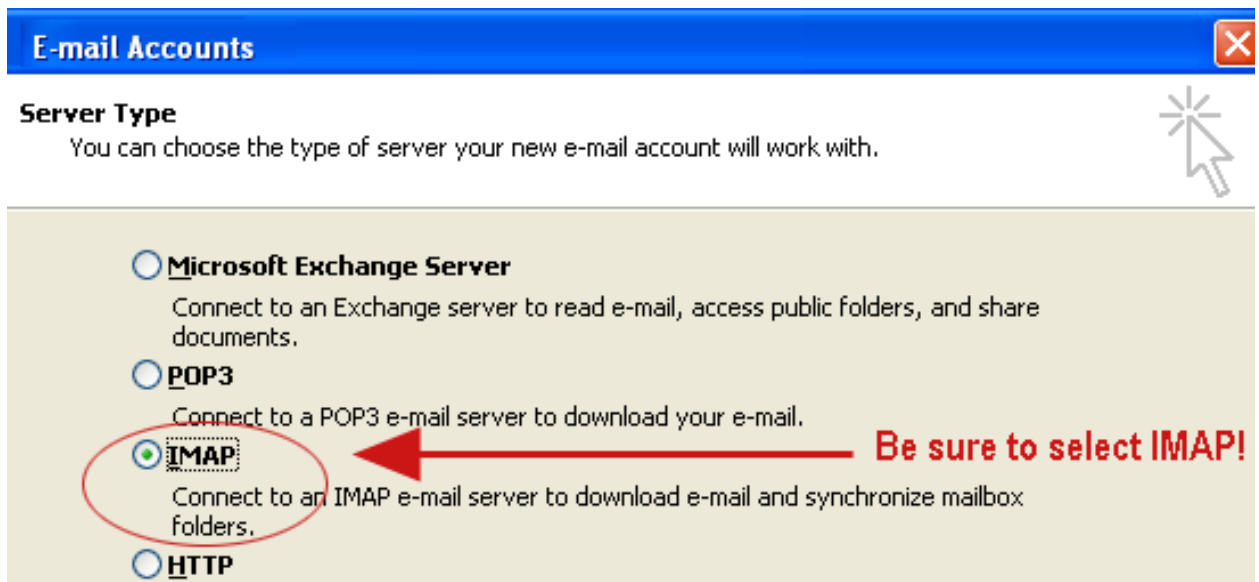 E-mail Accounts
Server Type
You can choose the type of server your new e-mail account will work with.
Microsoft Exchange Server
Connect to an Exchange server to read e-mail, access public folders, and share
documents.
POP3
Connect to a POP3 e-mail server to download your e-mail.
IMAP
Be sure to select IMAP!
Connect to an IMAP e-mail server to download e-mail and synchronize mailbox
folders.
HTTP